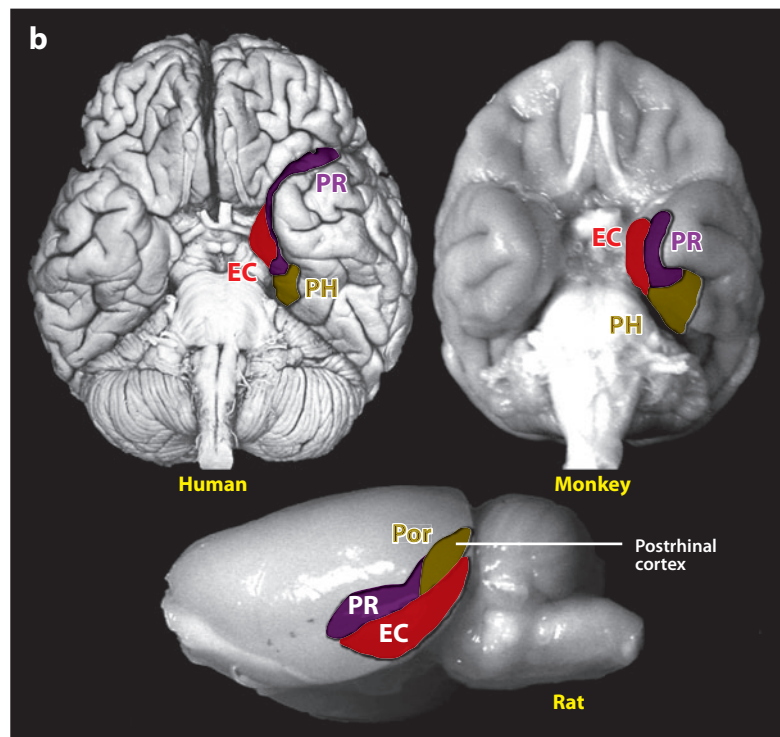 b
PR
EC
PH
Human
EC
PR
PH
Monkey
Por
Postrhinal
cortex
PR
EC
Rat